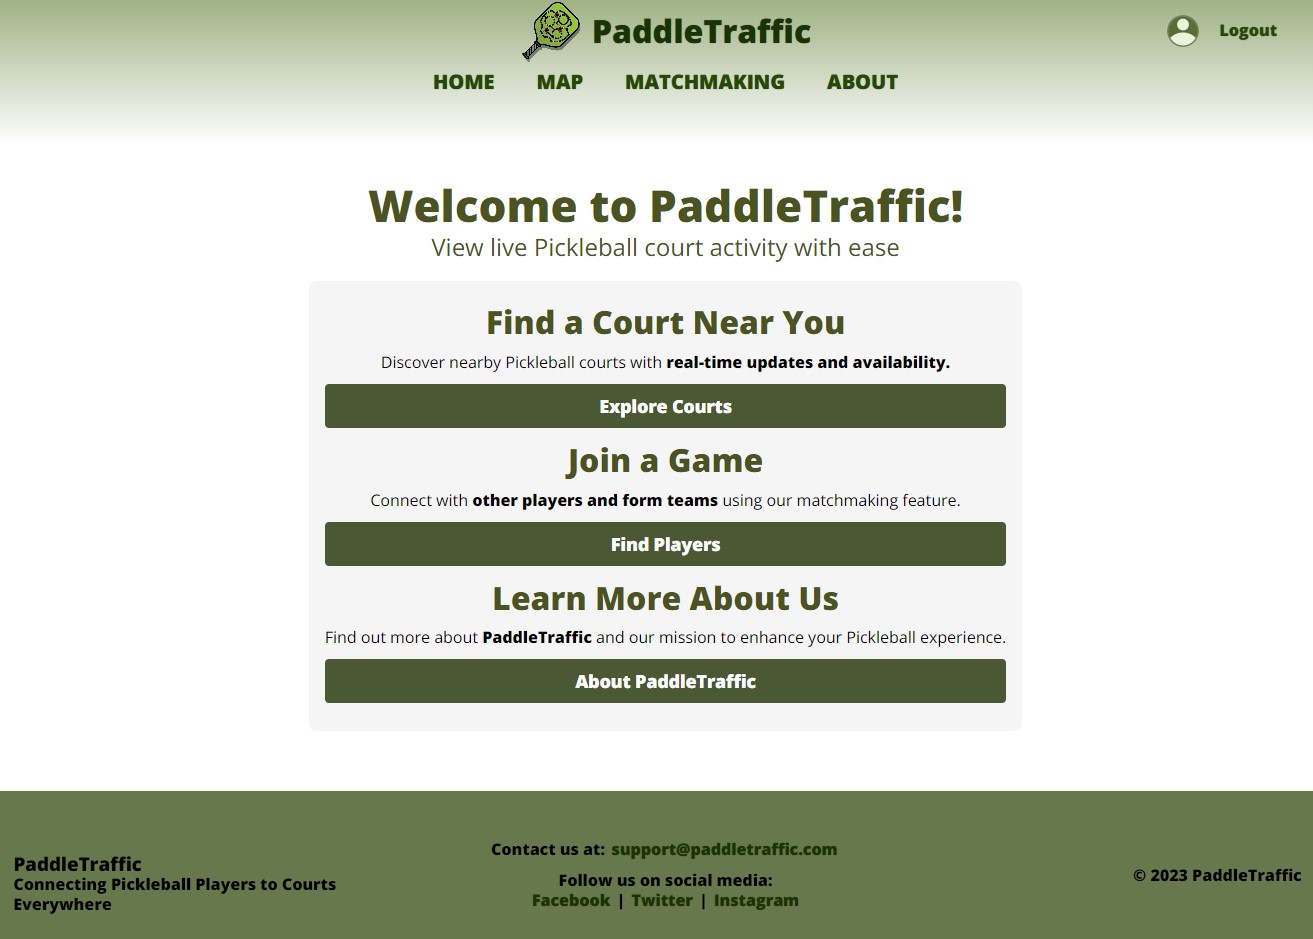 PaddleTraffic
Logout
HOME MAP MATCHMAKING ABOUT
Welcome to PaddleTraffic!
View live Pickleball court activity with ease
Find a Court Near You
Discover nearby Pickleball courts with real-time updates and availability.
Explore Courts
Join a Game
Connect with other players and form teams using our matchmaking feature.
Find Players
Learn More About Us
Find out more about PaddleTraffic and our mission to enhance your Pickleball experience.
About PaddleTraffic
PaddleTraffic
Connecting Pickleball Players to Courts
Everywhere
Contact us at: support@paddletraffic.com
Follow us on social media:
Facebook | Twitter | Instagram
© 2023 PaddleTraffic